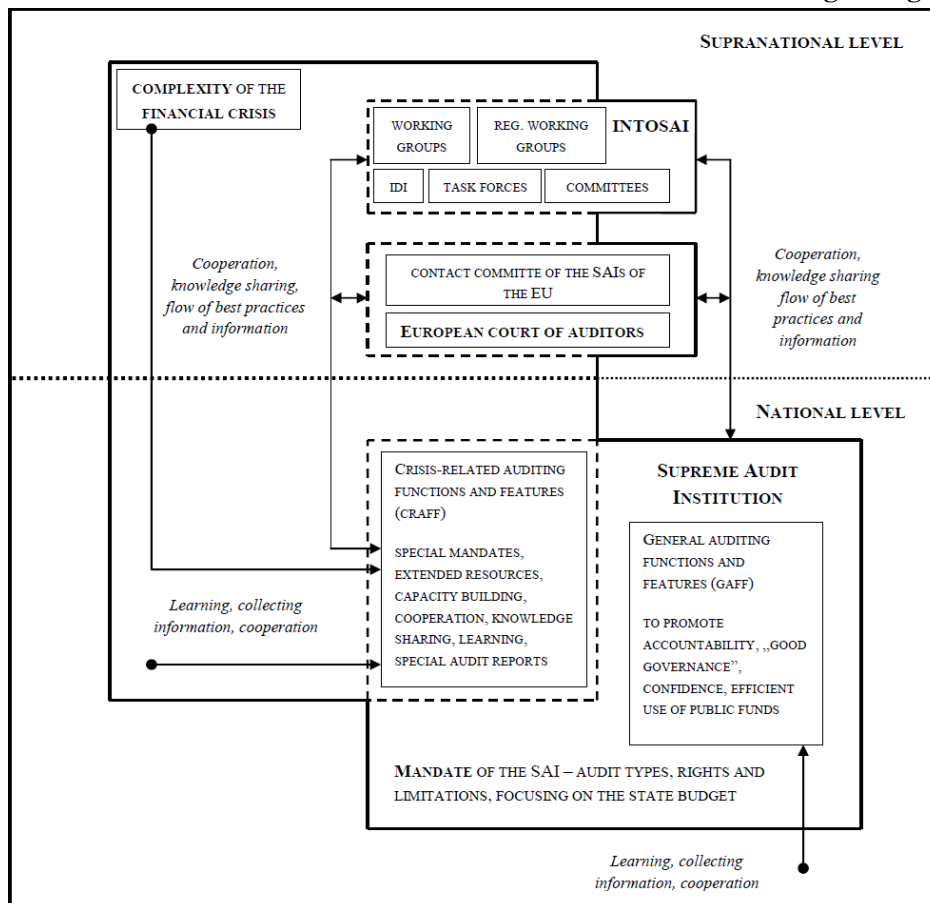 SUPRANATIONAL LEVEL
COMPLEXITY OF THE
FINANCIAL CRISIS
WORKING
GROUPS
REG. WORKING
GROUPS
INTOSAI
IDI
TASK FORCES
COMMITTEES
Cooperation,
knowledge sharing,
flow of best practices
and information
CONTACT COMMITTE OF THE SAIs OF
THE EU
EUROPEAN COURT OF AUDITORS
Cooperation,
knowledge sharing
flow of best
practices and
information
NATIONAL LEVEL
CRISIS-RELATED AUDITING
FUNCTIONS AND FEATURES
(CRAFF)
SPECIAL MANDATES,
EXTENDED RESOURCES,
CAPACITY BUILDING,
COOPERATION, KNOWLEDGE
SHARING, LEARNING,
SPECIAL AUDIT REPORTS
Learning, collecting
information, cooperation
SUPREME AUDIT
INSTITUTION
GENERAL AUDITING
FUNCTIONS AND
FEATURES (GAFF)
TO PROMOTE
ACCOUNTABILITY, „GOOD
GOVERNANCE”,
CONFIDENCE, EFFICIENT
USE OF PUBLIC FUNDS
MANDATE OF THE SAI – AUDIT TYPES, RIGHTS AND
LIMITATIONS, FOCUSING ON THE STATE BUDGET
Learning, collecting
information, cooperation